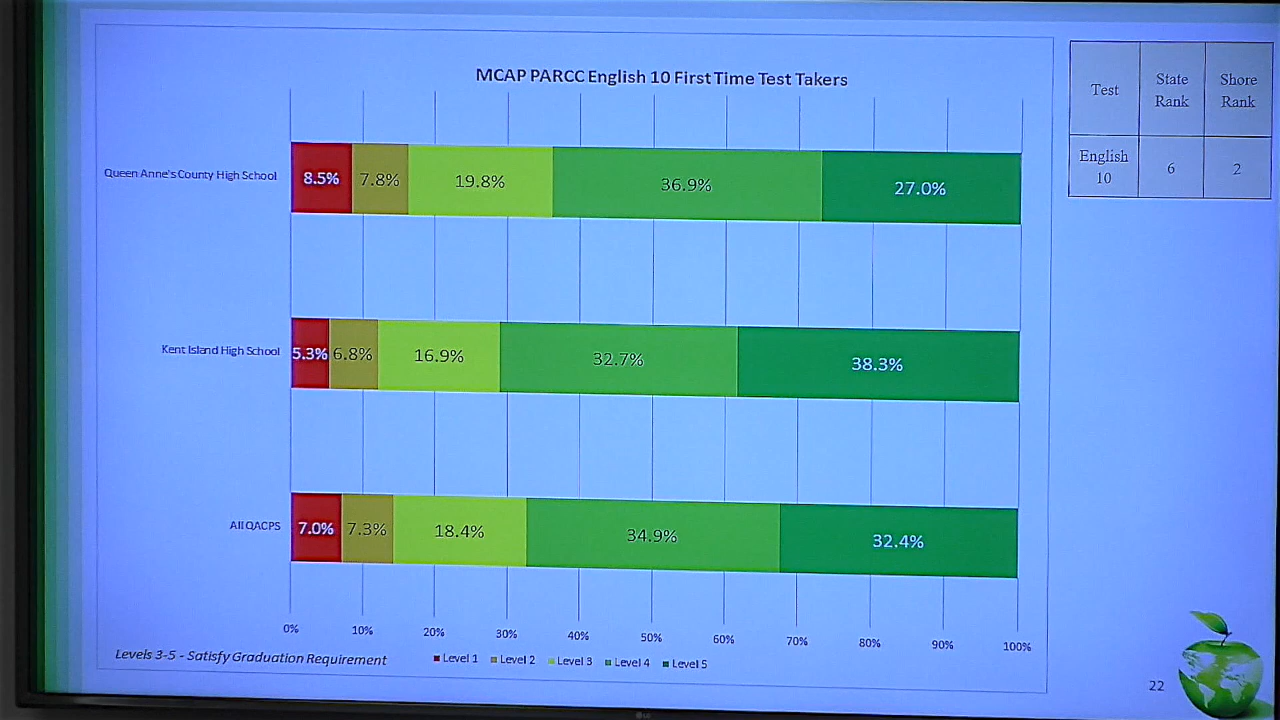 MCAP PARCC English 10 First Time Test Takers
Test
State
Rank
Shore
Rank
English
10
6
2
Queen Anne's County High School
8.5%
7.8%
19.8%
36.9%
27.0%
Kent Island High School
5.3%
6.8%
16.9%
32.7%
38.3%
All QACPS
7.0%
7.3%
18.4%
34.9%
32.4%
0%
10%
20%
30%
40%
50%
60%
70%
80%
90%
100%
Levels 3-5 - Satisfy Graduation Requirement
Level 1
Level 2
Level 3
Level 4
Level 5
22
LG